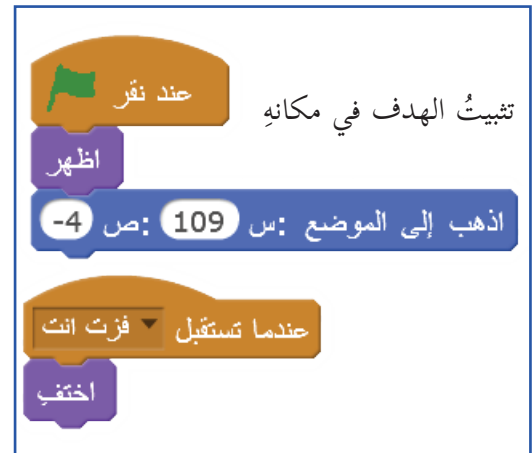 عند نقر
تثبيتُ الهدف في مكانهِ
اظهر
اذهب إلى الموضع :س 109 :ص 4-
عندما تستقبل فزت انت
اختفِ